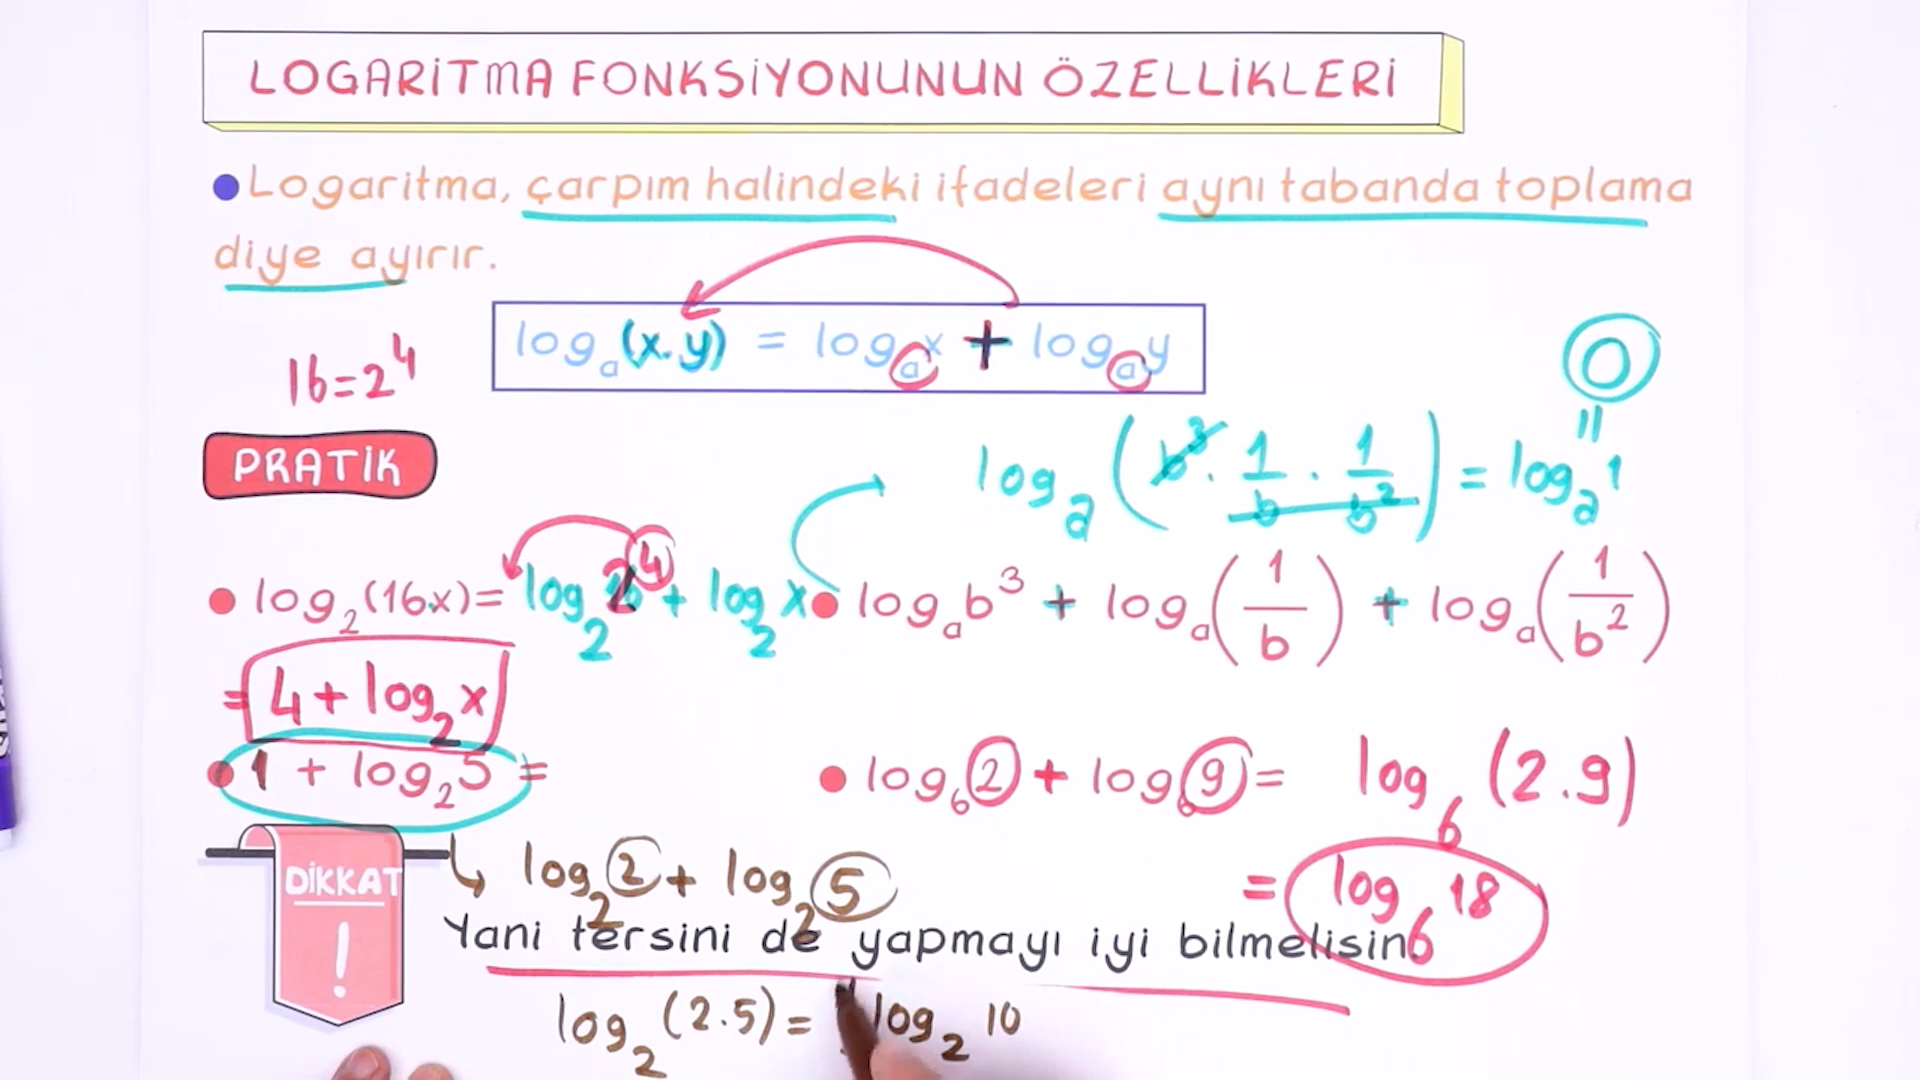 LOGARİTMA FONKSİYONUNUN ÖZELLİKLERİ
Logaritma, çarpım halindeki ifadeleri aynı tabanda toplama
diye ayırır.
logₐ(x.y) = logₐx + logₐy
16=2⁴
0
=
PRATİK
logₐ(b³ . 1/b . 1/b²) = logₐ1
• log₂(16x)= log₂2⁴ + log₂x
• logₐb³ + logₐ(1/b) + logₐ(1/b²)
= 4 + log₂x
• 1 + log₂5 =
• log₆2 + log₆9 = log₆(2.9)
= log₆18
DİKKAT
!
log₂2 + log₂5
Yani tersini de yapmayı iyi bilmelisin.
log₂(2.5) = log₂10